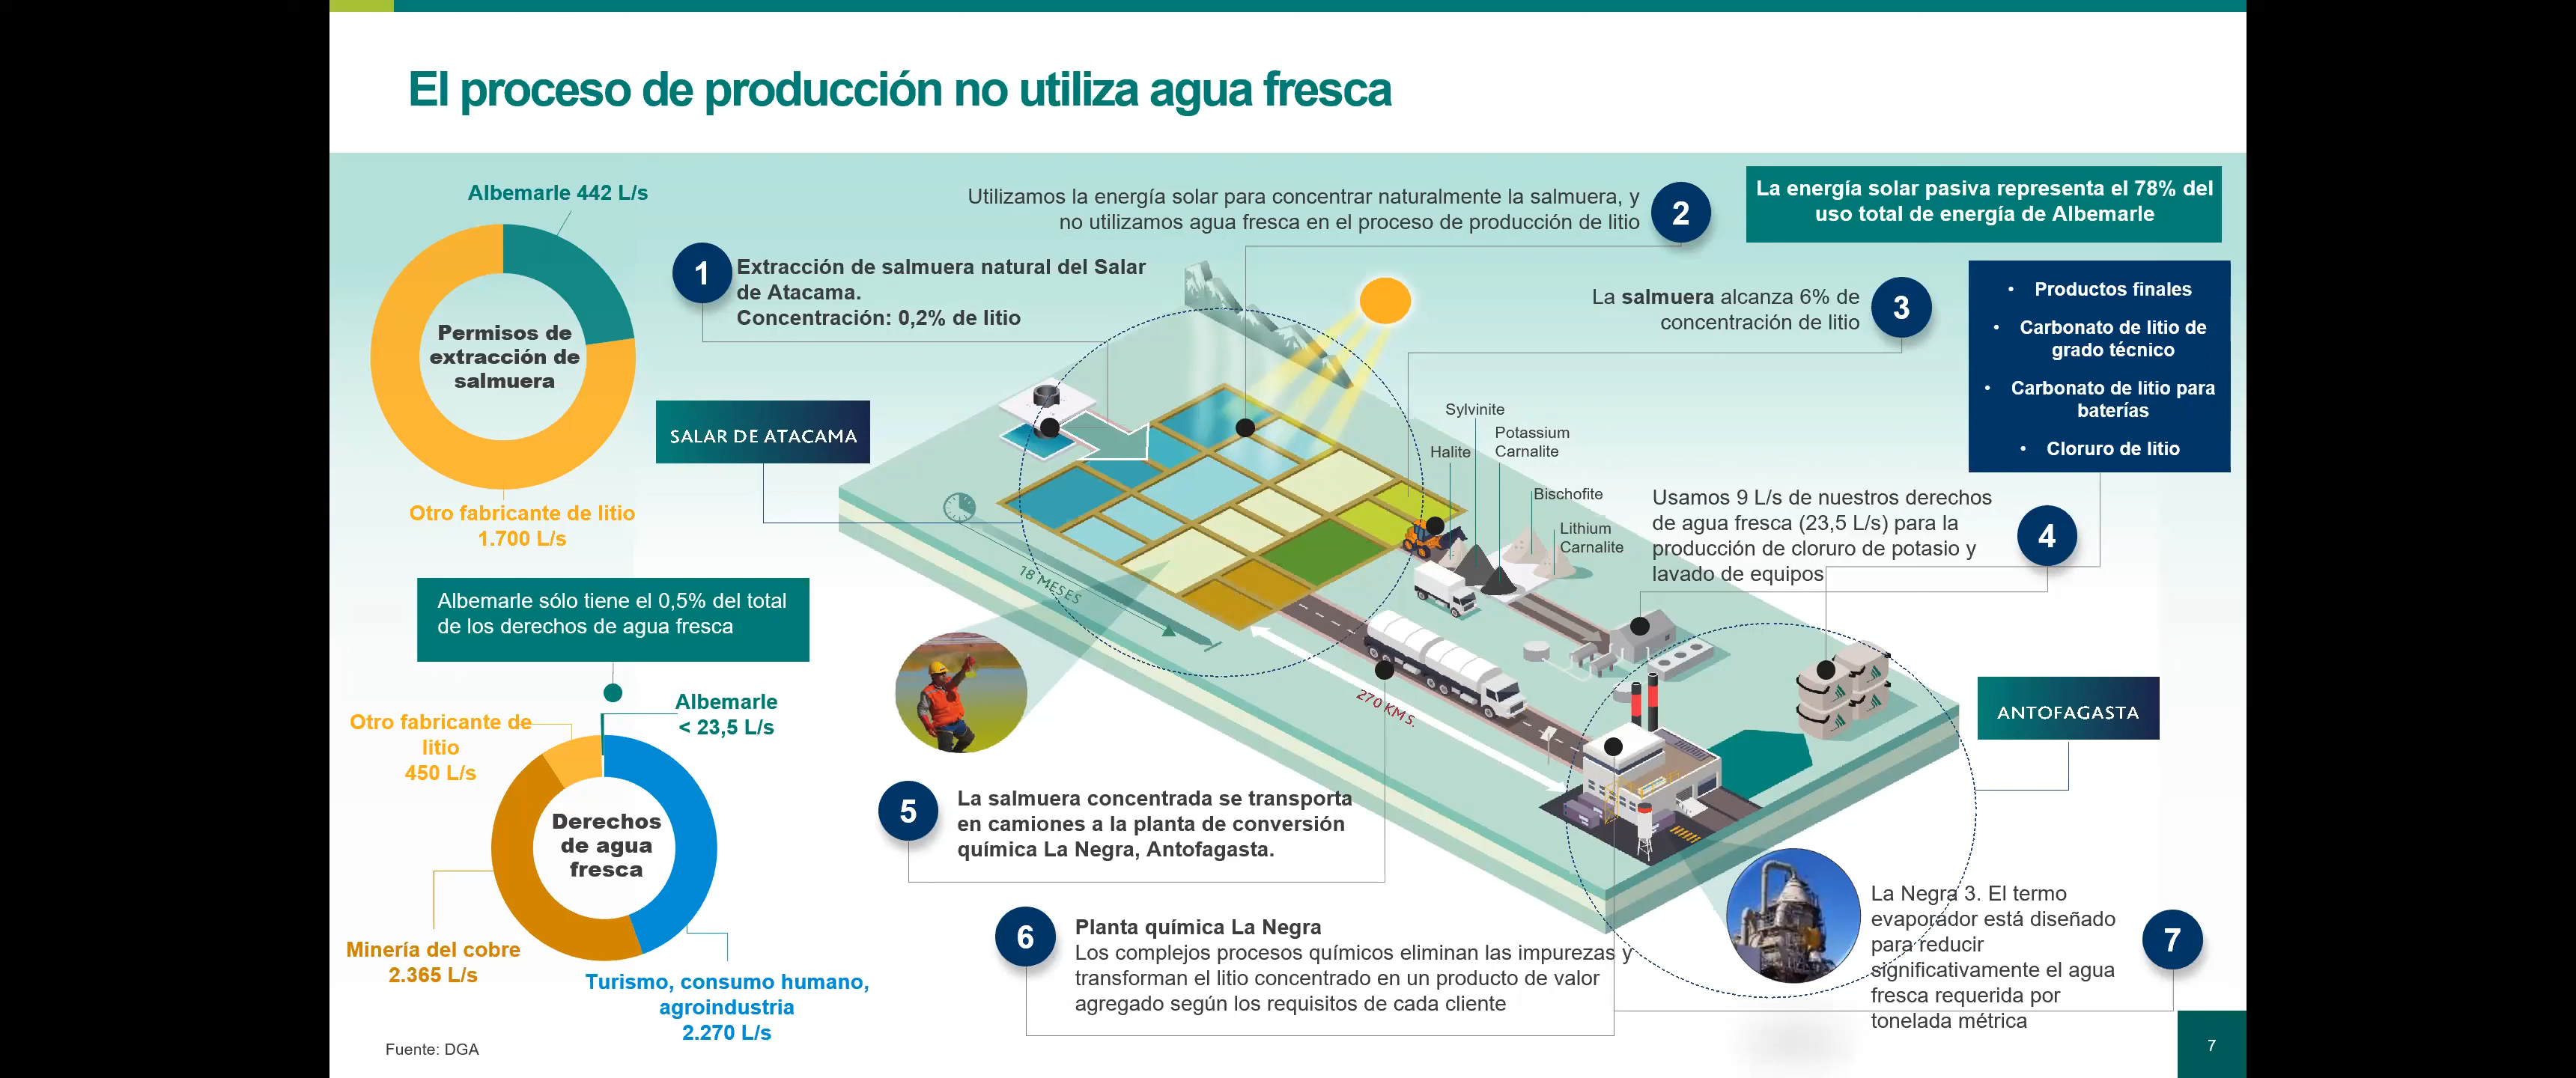 El proceso de producción no utiliza agua fresca
Albemarle 442 L/s
Permisos de
extracción de
salmuera
Otro fabricante de litio
1.700 L/s
Albemarle sólo tiene el 0,5% del total
de los derechos de agua fresca
Albemarle
< 23,5 L/s
Otro fabricante de
litio
450 L/s
Derechos
de agua
fresca
Minería del cobre
2.365 L/s
Turismo, consumo humano,
agroindustria
2.270 L/s
Fuente: DGA
1
Extracción de salmuera natural del Salar
de Atacama.
Concentración: 0,2% de litio
SALAR DE ATACAMA
Utilizamos la energía solar para concentrar naturalmente la salmuera, y
no utilizamos agua fresca en el proceso de producción de litio
2
La energía solar pasiva representa el 78% del
uso total de energía de Albemarle
La salmuera alcanza 6% de
concentración de litio
3
• Productos finales
• Carbonato de litio de
grado técnico
• Carbonato de litio para
baterías
• Cloruro de litio
Sylvinite
Potassium
Carnalite
Halite
Bischofite
Lithium
Carnalite
Usamos 9 L/s de nuestros derechos
de agua fresca (23,5 L/s) para la
producción de cloruro de potasio y
lavado de equipos
4
18 MESES
270 KMS.
ANTOFAGASTA
5
La salmuera concentrada se transporta
en camiones a la planta de conversión
química La Negra, Antofagasta.
6
Planta química La Negra
Los complejos procesos químicos eliminan las impurezas y
transforman el litio concentrado en un producto de valor
agregado según los requisitos de cada cliente
La Negra 3. El termo
evaporador está diseñado
para reducir
significativamente el agua
fresca requerida por
tonelada métrica
7
7